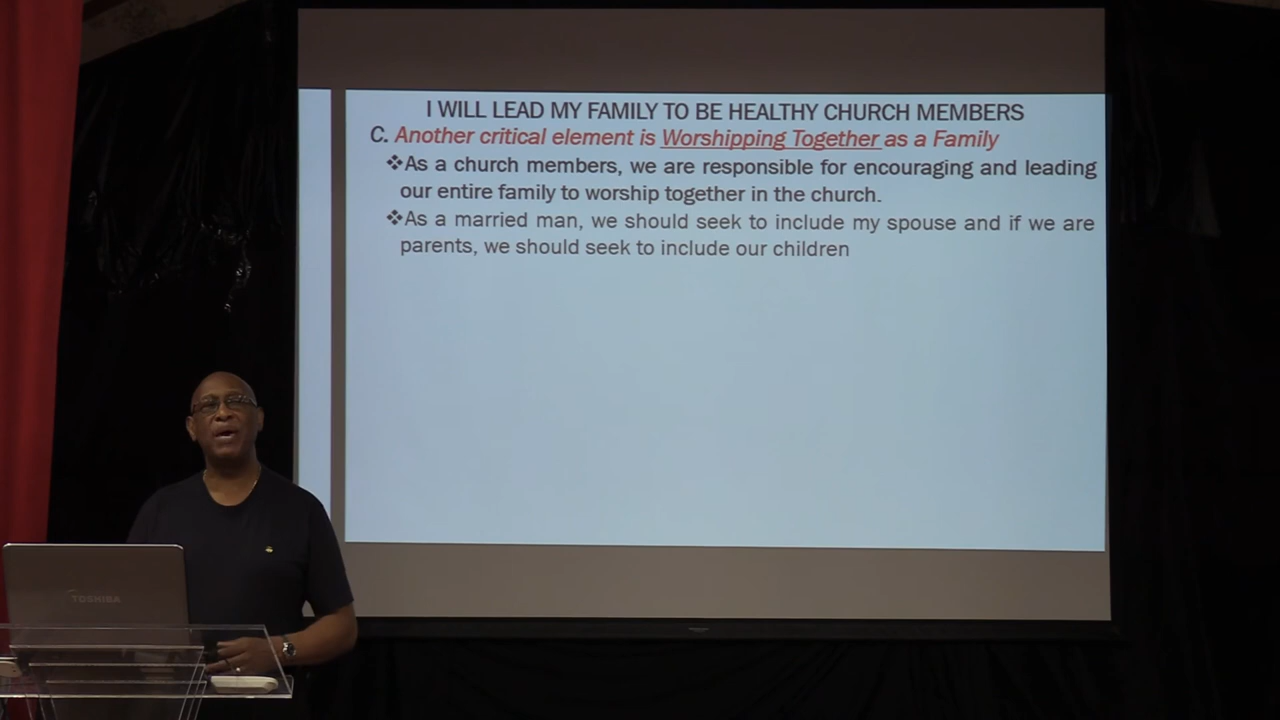 I WILL LEAD MY FAMILY TO BE HEALTHY CHURCH MEMBERS
C. Another critical element is Worshipping Together as a Family
❖As a church members, we are responsible for encouraging and leading
our entire family to worship together in the church.
❖As a married man, we should seek to include my spouse and if we are
parents, we should seek to include our children
TOSHIBA